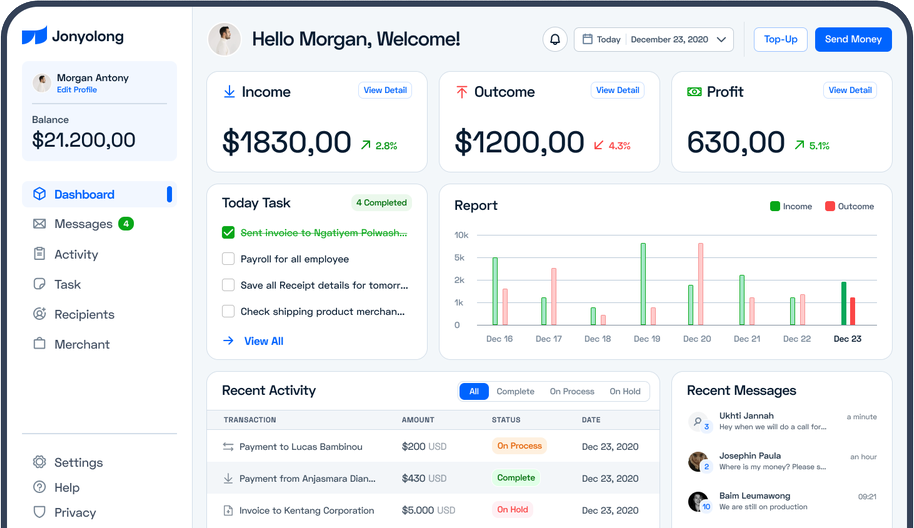 Jonyolong
Morgan Antony
Edit Profile
Balance
$21.200,00
Dashboard
Messages 4
Activity
Task
Recipients
Merchant
Settings
Help
Privacy
Hello Morgan, Welcome!
Today December 23, 2020
Top-Up
Send Money
Income View Detail
$1830,00 2.8%
Outcome View Detail
$1200,00 4.3%
Profit View Detail
630,00 5.1%
Today Task 4 Completed
Sent invoice to Ngatiyem Polwash...
Payroll for all employee
Save all Receipt details for tomorr...
Check shipping product merchan...
View All
Report Income Outcome
10k
5k
2k
1k
0
Dec 16 Dec 17 Dec 18 Dec 19 Dec 20 Dec 21 Dec 22 Dec 23
Recent Activity All Complete On Process On Hold
TRANSACTION AMOUNT STATUS DATE
Payment to Lucas Bambinou $200 USD On Process Dec 23, 2020
Payment from Anjasmara Dian... $430 USD Complete Dec 23, 2020
Invoice to Kentang Corporation $5.000 USD On Hold Dec 23, 2020
Recent Messages
Ukhti Jannah a minute
3 Hey when we will do a call for...
Josephin Paula an hour
2 Where is my money? Please s...
Baim Leumawong 09:21
10 We are still on production